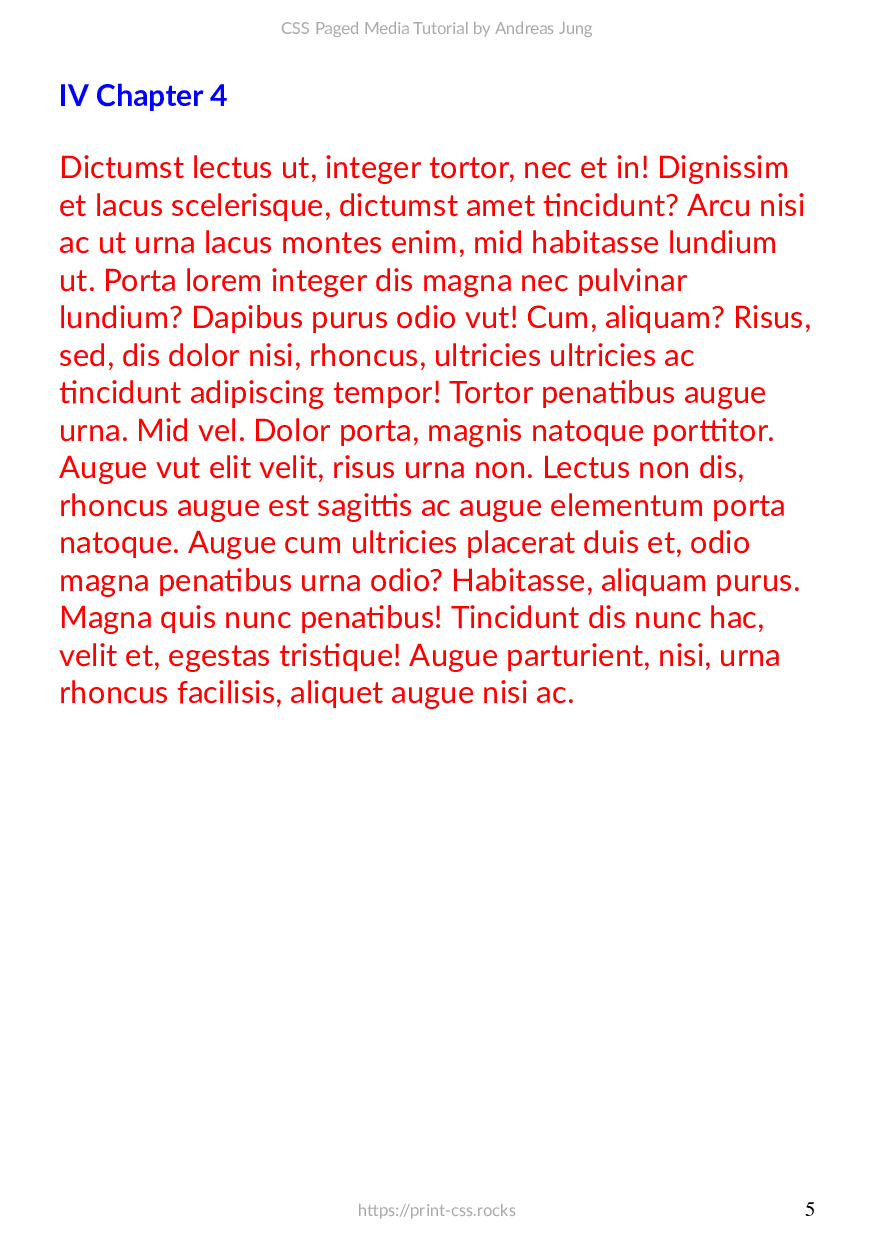 CSS Paged Media Tutorial by Andreas Jung
IV Chapter 4
Dictumst lectus ut, integer tortor, nec et in! Dignissim
et lacus scelerisque, dictumst amet tincidunt? Arcu nisi
ac ut urna lacus montes enim, mid habitasse lundium
ut. Porta lorem integer dis magna nec pulvinar
lundium? Dapibus purus odio vut! Cum, aliquam? Risus,
sed, dis dolor nisi, rhoncus, ultricies ultricies ac
tincidunt adipiscing tempor! Tortor penatibus augue
urna. Mid vel. Dolor porta, magnis natoque porttitor.
Augue vut elit velit, risus urna non. Lectus non dis,
rhoncus augue est sagittis ac augue elementum porta
natoque. Augue cum ultricies placerat duis et, odio
magna penatibus urna odio? Habitasse, aliquam purus.
Magna quis nunc penatibus! Tincidunt dis nunc hac,
velit et, egestas tristique! Augue parturient, nisi, urna
rhoncus facilisis, aliquet augue nisi ac.
https://print-css.rocks
5